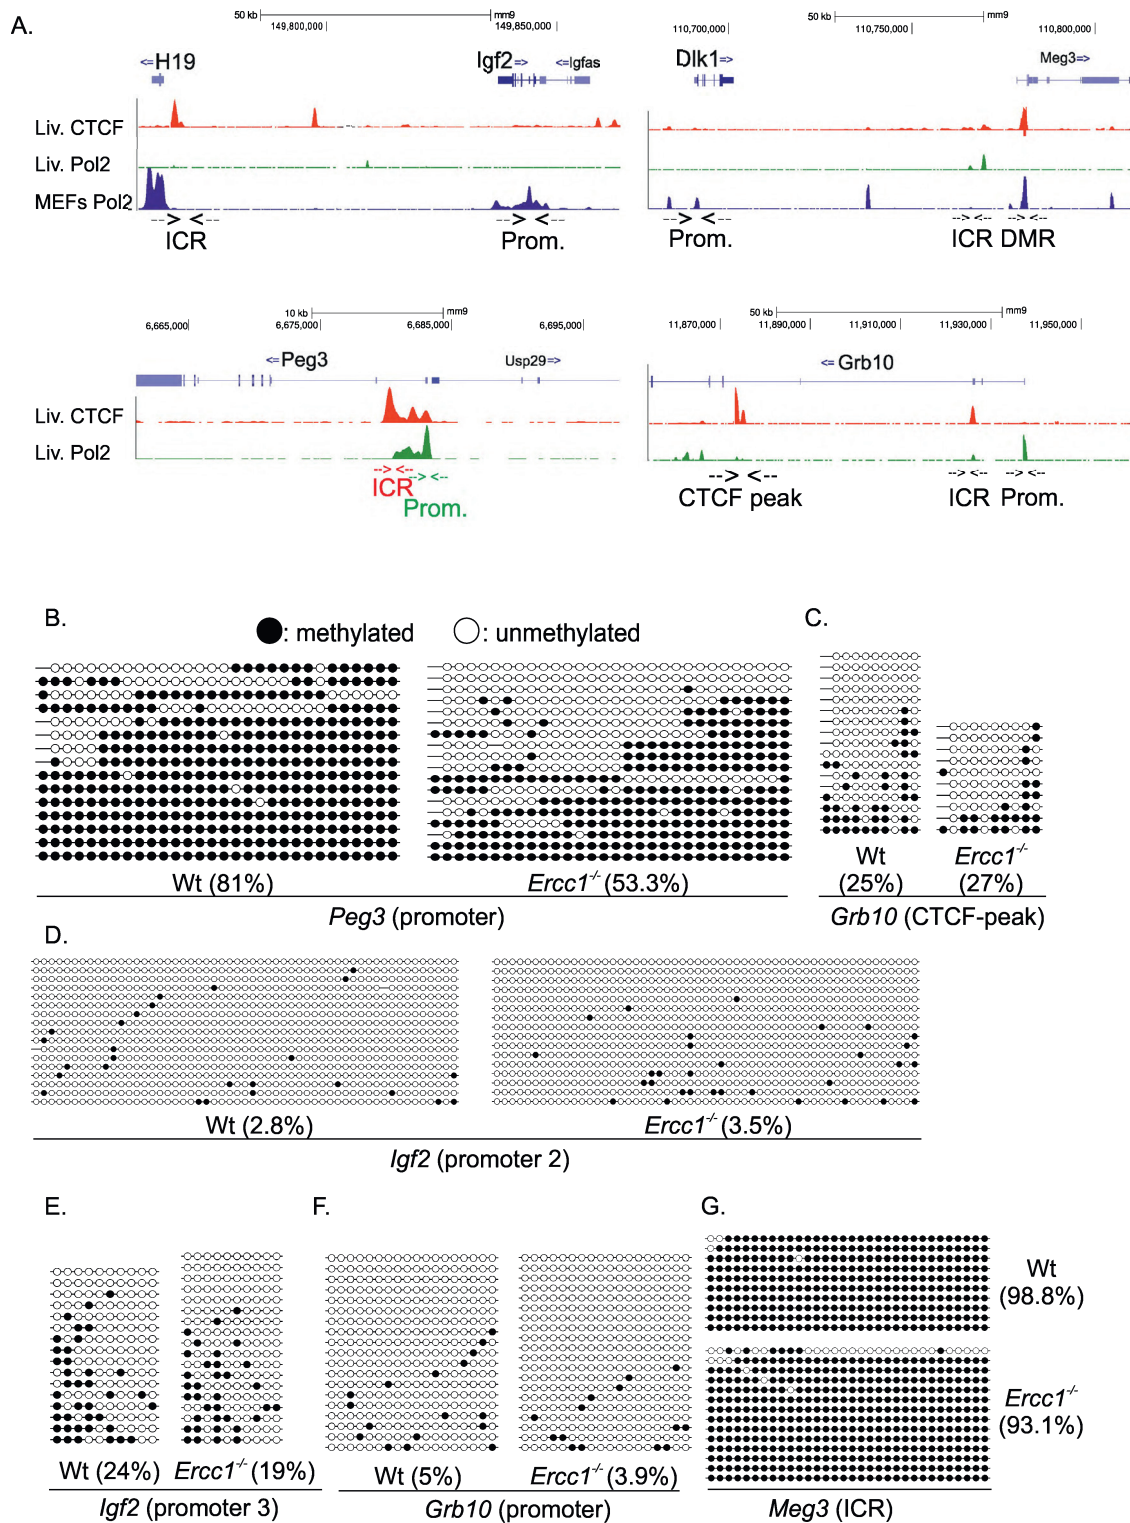 A.
50 kb mm9
149,800,000 149,850,000
⇐H19 Igf2⇒ ⇐Igfas
50 kb mm9
110,700,000 110,750,000 110,800,000
Dlk1⇒ Meg3⇒
Liv. CTCF
Liv. Pol2
MEFs Pol2
ICR Prom. Prom. ICR DMR
10 kb mm9
6,665,000 6,675,000 6,685,000 6,695,000
⇐Peg3 Usp29⇒
50 kb mm9
11,870,000 11,890,000 11,910,000 11,930,000 11,950,000
⇐Grb10
Liv. CTCF
Liv. Pol2
ICR
Prom.
CTCF peak ICR Prom.
B. C.
●: methylated ○: unmethylated
Wt (81%) Ercc1-/- (53.3%)
Peg3 (promoter)
Wt (25%) Ercc1-/- (27%)
Grb10 (CTCF-peak)
D.
Wt (2.8%) Ercc1-/- (3.5%)
Igf2 (promoter 2)
E. F. G.
Wt (24%) Ercc1-/- (19%)
Igf2 (promoter 3)
Wt (5%) Ercc1-/- (3.9%)
Grb10 (promoter)
Wt
(98.8%)
Ercc1-/-
(93.1%)
Meg3 (ICR)